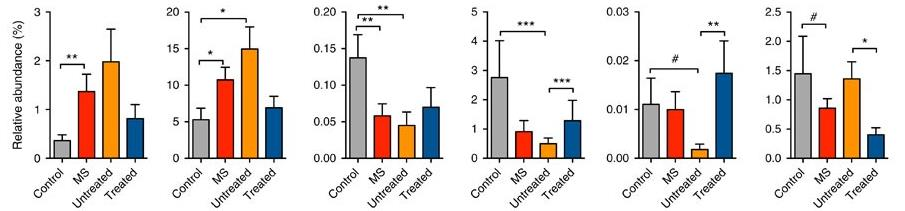 Relative abundance (%)
3
2
1
0
**
Control
MS
Untreated
Treated
20
15
10
5
0
*
*
Control
MS
Untreated
Treated
0.20
0.15
0.10
0.05
0.00
**
**
Control
MS
Untreated
Treated
5
4
3
2
1
0
***
***
Control
MS
Untreated
Treated
0.03
0.02
0.01
0.00
**
#
Control
MS
Untreated
Treated
2.5
2.0
1.5
1.0
0.5
0.0
#
*
Control
MS
Untreated
Treated